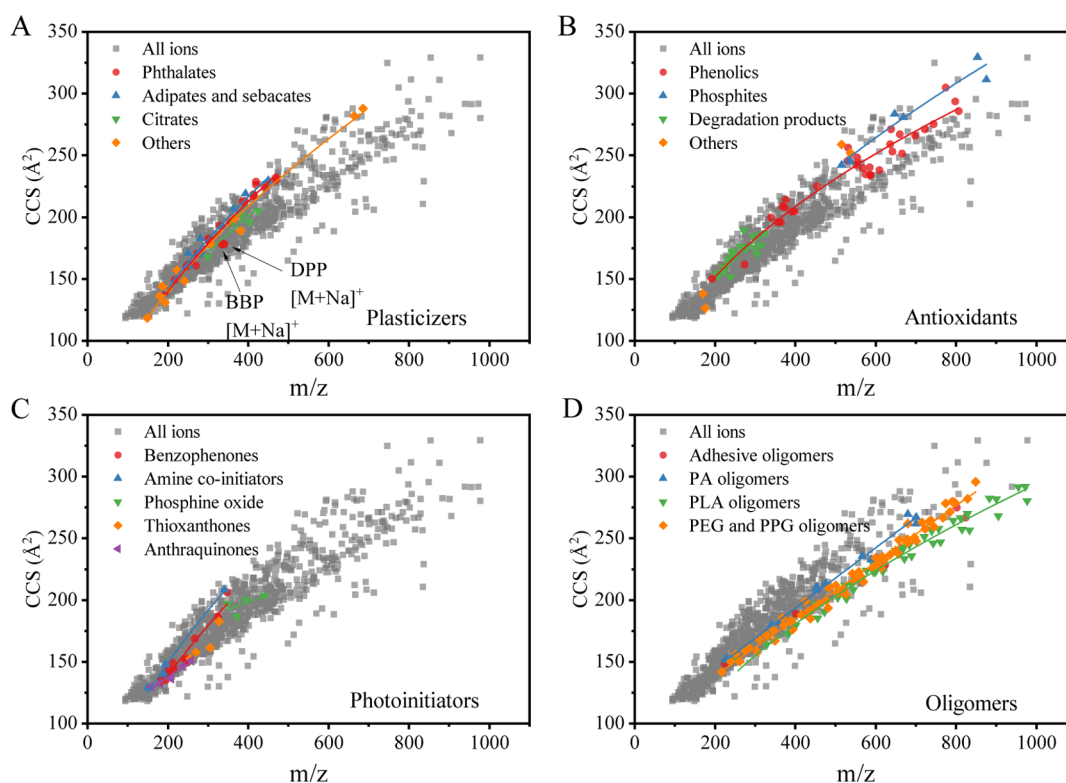 A
350
300
250
200
150
100
CCS (Å²)
All ions
Phthalates
Adipates and sebacates
Citrates
Others
DPP
[M+Na]⁺
BBP
[M+Na]⁺
Plasticizers
0 200 400 600 800 1000
m/z
B
350
300
250
200
150
100
CCS (Å²)
All ions
Phenolics
Phosphites
Degradation products
Others
Antioxidants
0 200 400 600 800 1000
m/z
C
350
300
250
200
150
100
CCS (Å²)
All ions
Benzophenones
Amine co-initiators
Phosphine oxide
Thioxanthones
Anthraquinones
Photoinitiators
0 200 400 600 800 1000
m/z
D
350
300
250
200
150
100
CCS (Å²)
All ions
Adhesive oligomers
PA oligomers
PLA oligomers
PEG and PPG oligomers
Oligomers
0 200 400 600 800 1000
m/z